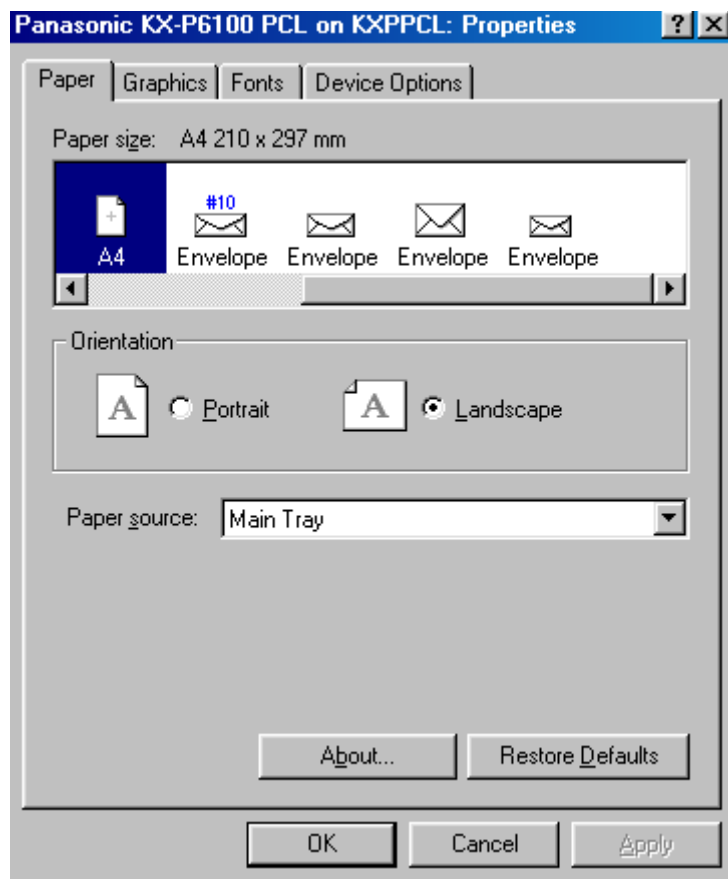 Panasonic KX-P6100 PCL on KXPPCL: Properties ? X
Paper Graphics Fonts Device Options
Paper size: A4 210 x 297 mm
#10
A4 Envelope Envelope Envelope Envelope
Orientation
A Portrait A Landscape
Paper source: Main Tray
About... Restore Defaults
OK Cancel Apply